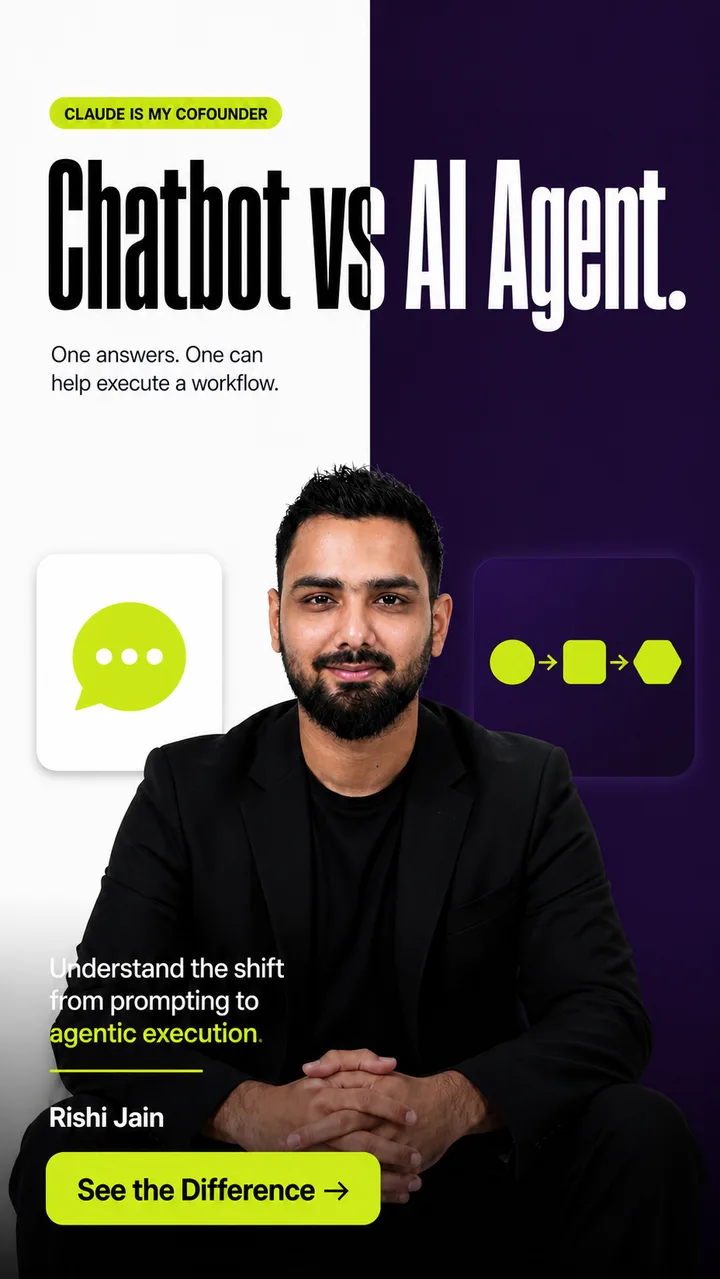 CLAUDE IS MY COFOUNDER
Chatbot vs AI Agent.
One answers. One can
help execute a workflow.
Understand the shift
from prompting to
agentic execution.
Rishi Jain
See the Difference →